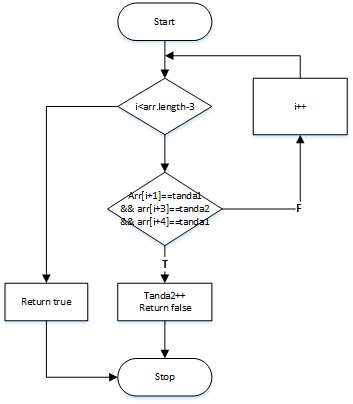 Start
i<arr.length-3
i++
Arr[i+1]==tanda1
&& arr[i+3]==tanda2
&& arr[i+4]==tanda1
F
T
Return true
Tanda2++
Return false
Stop